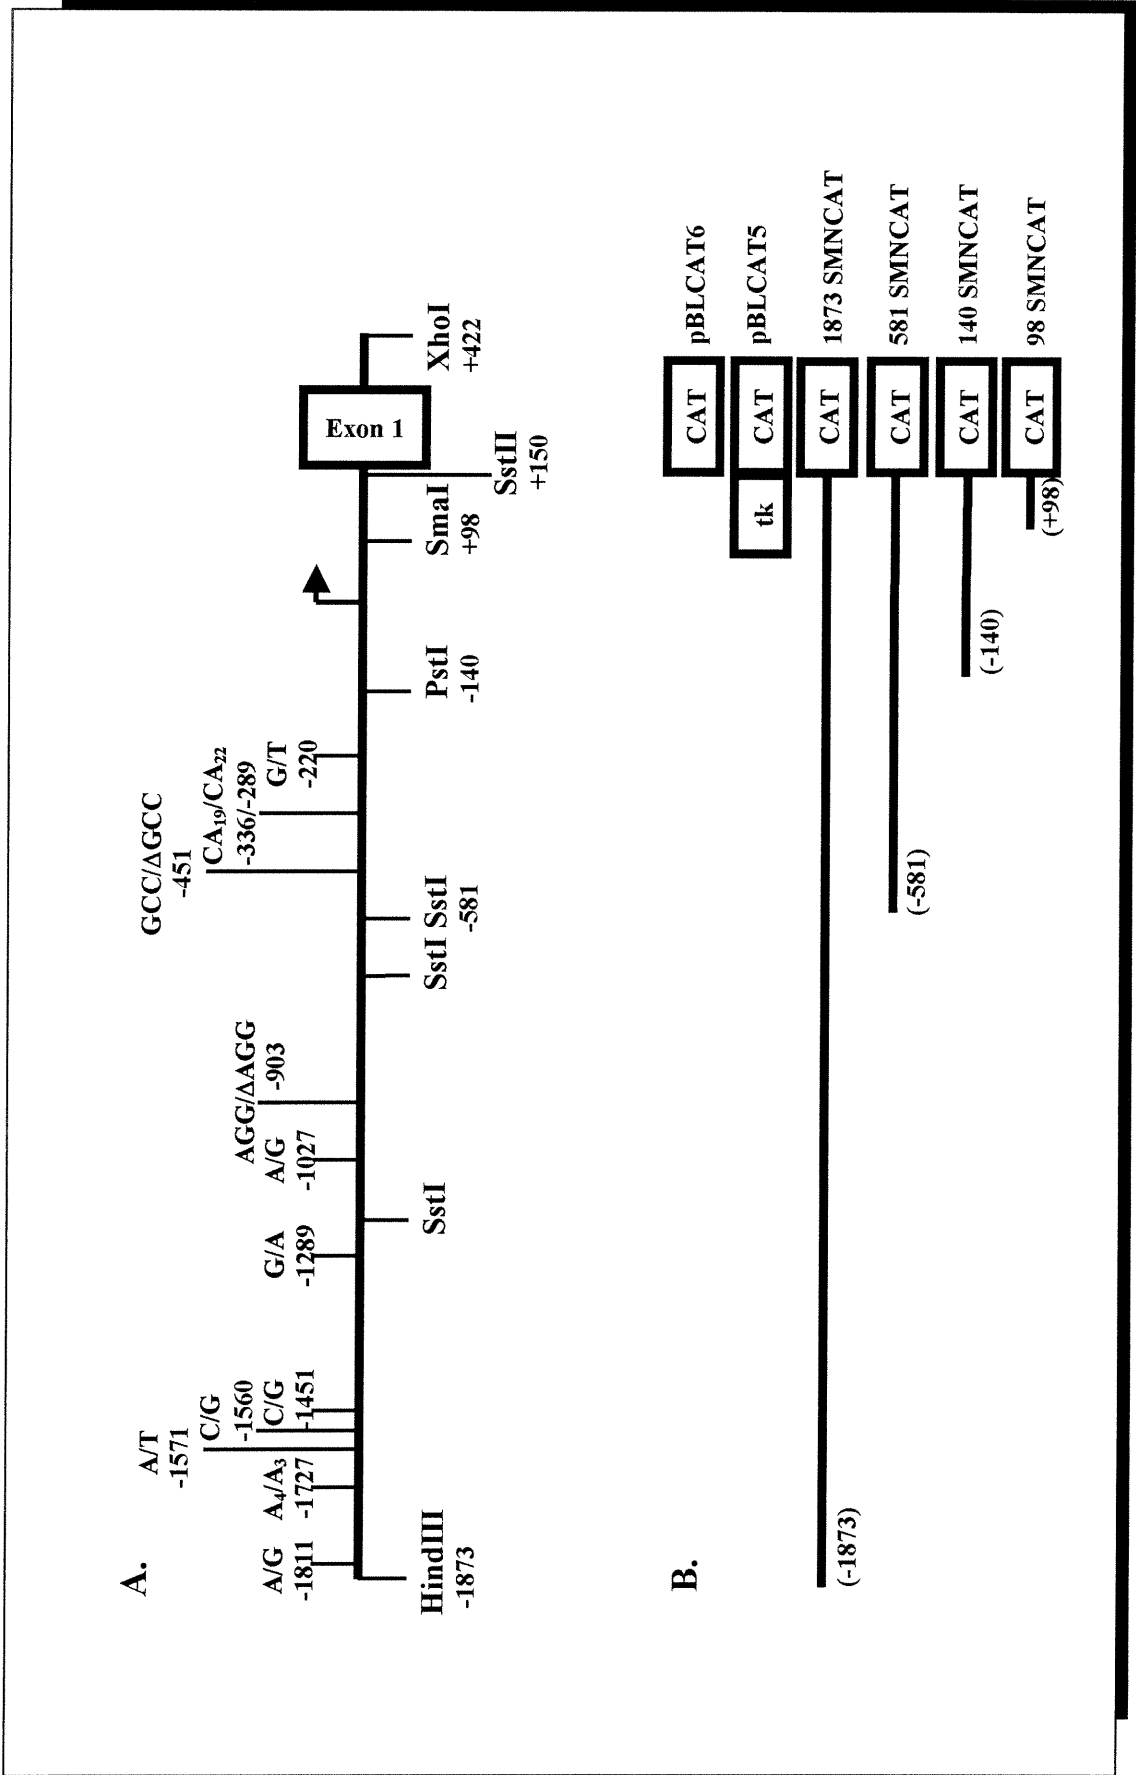 A.
A/T
-1571
GCC/ΔGCC
-451
C/G
-1560
CA₁₉/CA₂₂
-336/-289
AGG/ΔAGG
-903
A/G
-1811
A₄/A₃
-1727
C/G
-1451
G/A
-1289
A/G
-1027
G/T
-220
Exon 1
HindIII
-1873
SstI
SstI
SstI
-581
PstI
-140
SmaI
+98
XhoI
+422
SstII
+150
B.
CAT pBLCAT6
tk CAT pBLCAT5
CAT 1873 SMNCAT
(-1873)
CAT 581 SMNCAT
(-581)
CAT 140 SMNCAT
(-140)
CAT 98 SMNCAT
(+98)